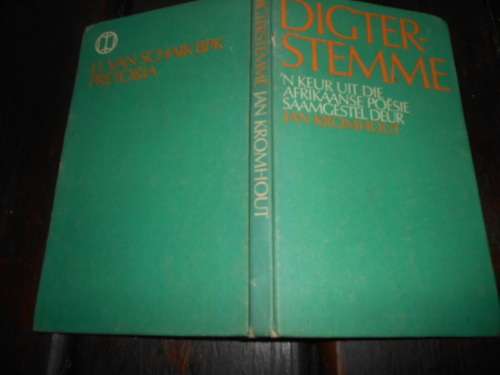 J.L. VAN SCHAIK BPK
PRETORIA
DIGTERSTEMME JAN KROMHOUT
DIGTER-
STEMME
'N KEUR UIT DIE
AFRIKAANSE POËSIE
SAAMGESTEL DEUR
JAN KROMHOUT